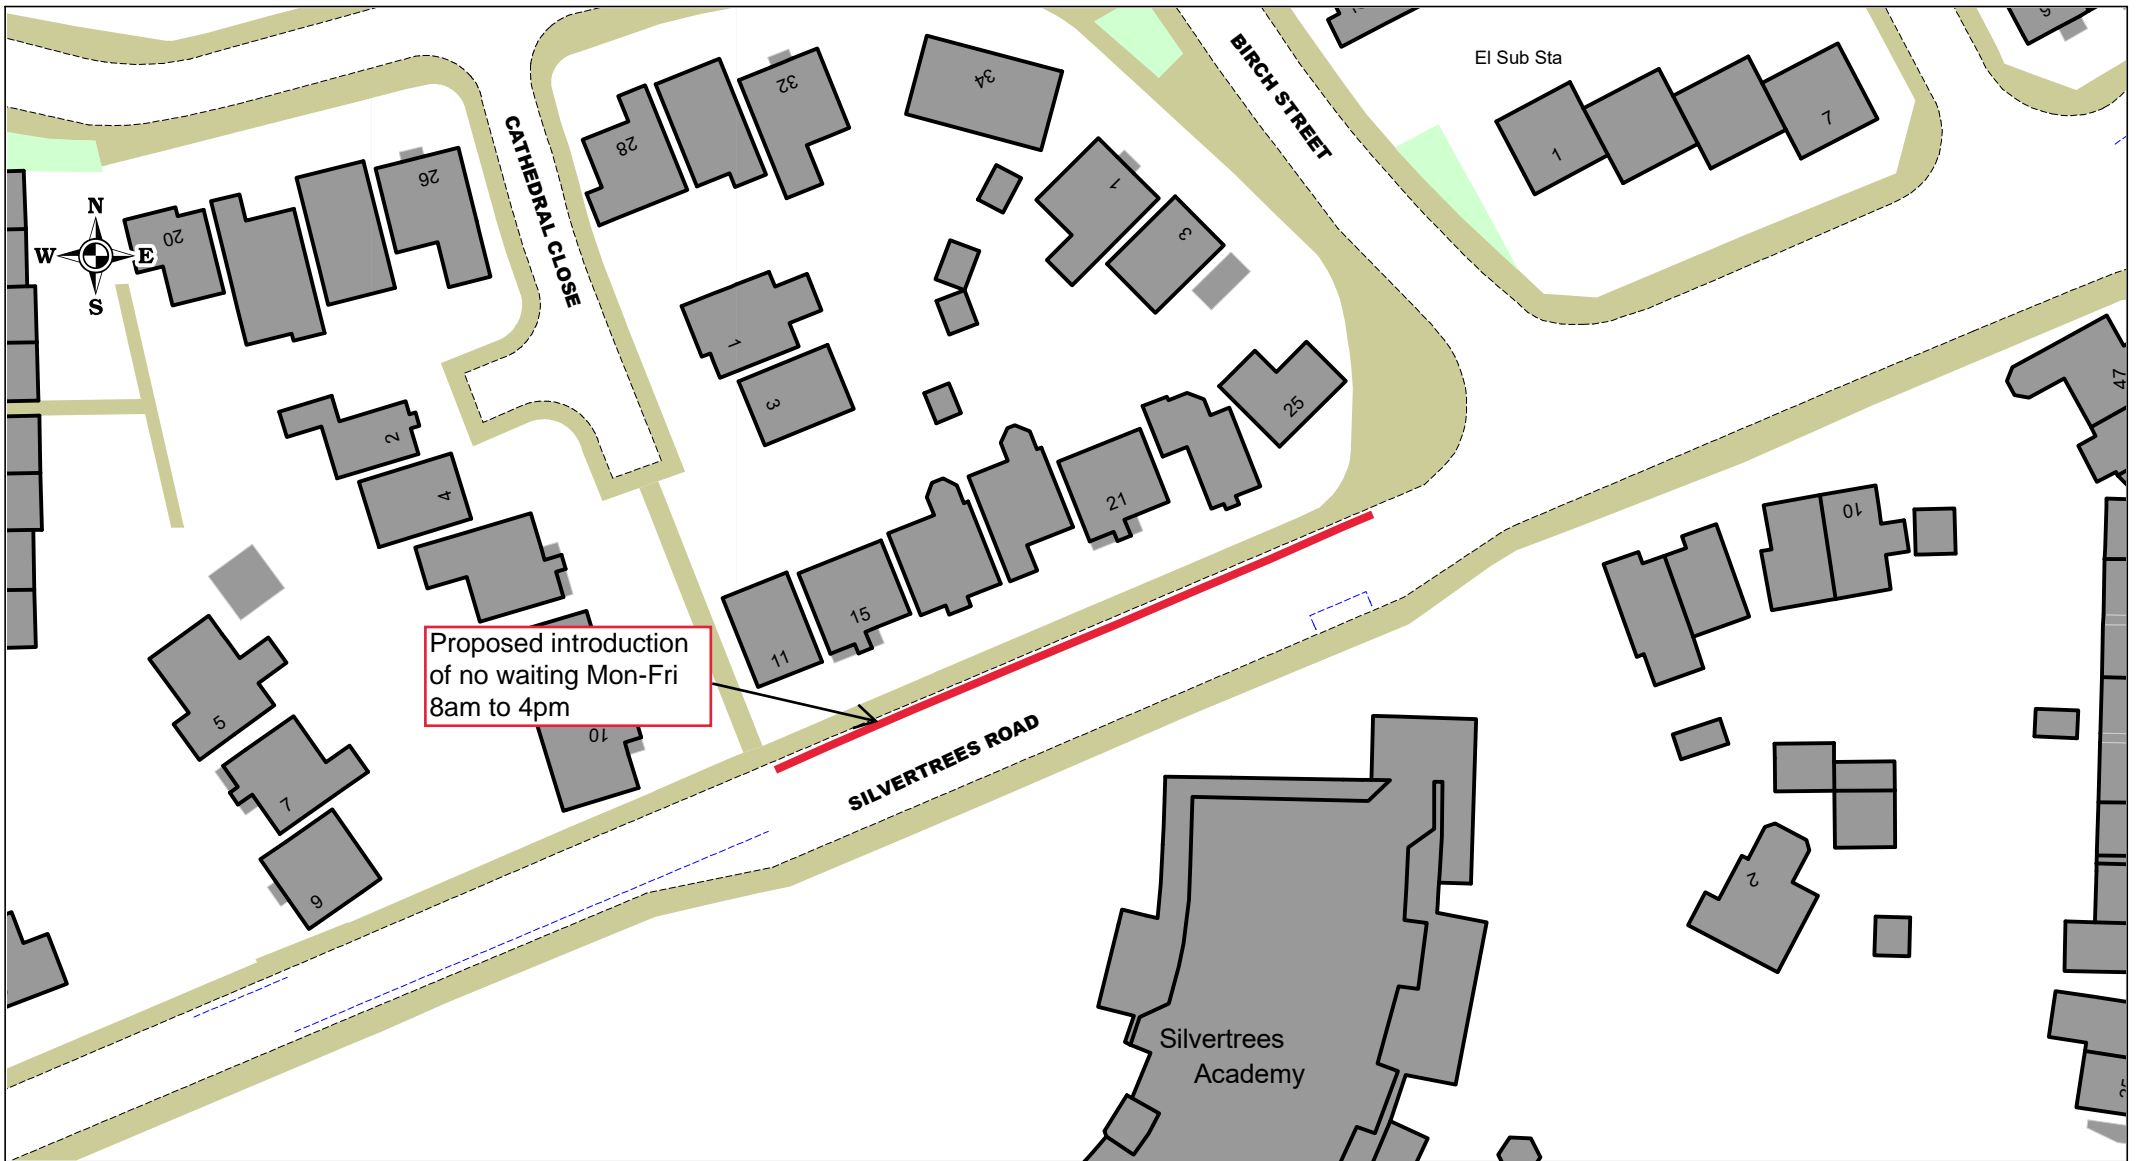 BIRCH STREET
El Sub Sta
CATHEDRAL CLOSE
28
32
34
1
7
26
20
1
3
N
W
E
S
1
3
2
4
25
47
21
15
11
10
Proposed introduction
of no waiting Mon-Fri
8am to 4pm
5
7
9
10
SILVERTREES ROAD
2
Silvertrees
Academy